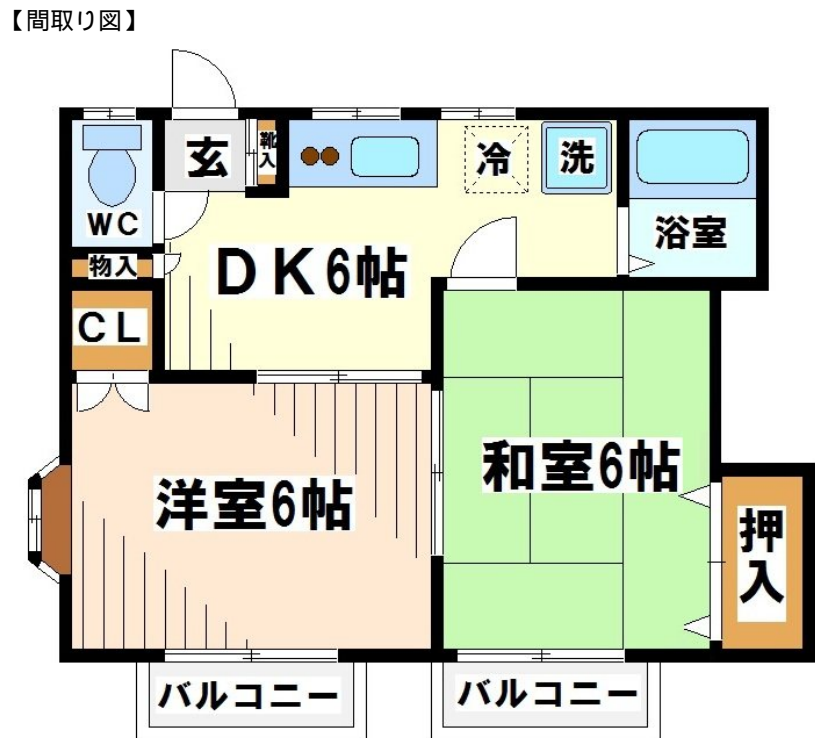 【間取り図】
玄
靴入
冷
洗
WC
浴室
物入
DK6帖
CL
和室6帖
洋室6帖
押入
バルコニー
バルコニー